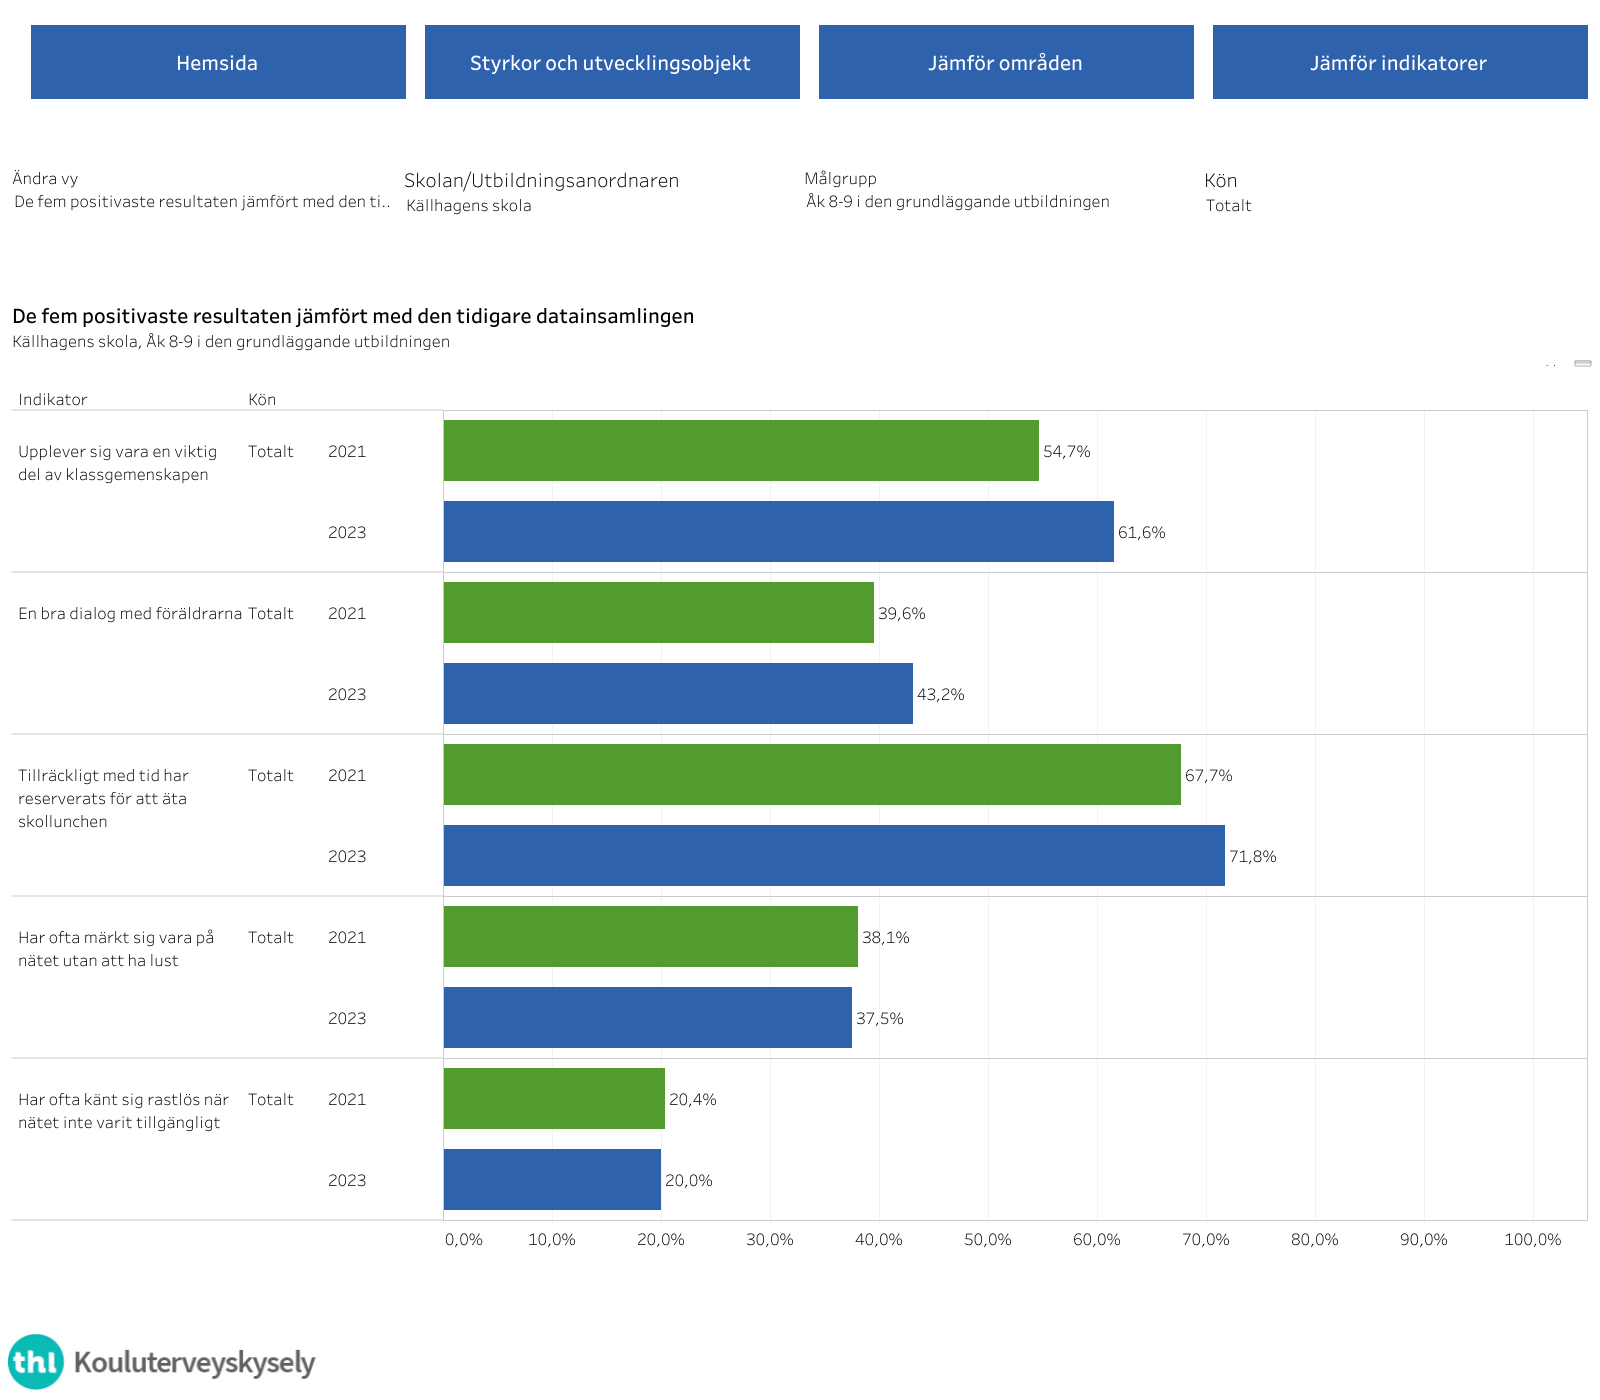 Hemsida
Styrkor och utvecklingsobjekt
Jämför områden
Jämför indikatorer
Ändra vy
De fem positivaste resultaten jämfört med den ti..
Skolan/Utbildningsanordnaren
Källhagens skola
Målgrupp
Åk 8-9 i den grundläggande utbildningen
Kön
Totalt
De fem positivaste resultaten jämfört med den tidigare datainsamlingen
Källhagens skola, Åk 8-9 i den grundläggande utbildningen
Indikator Kön
Upplever sig vara en viktig
del av klassgemenskapen
Totalt 2021 54,7%
2023 61,6%
En bra dialog med föräldrarna Totalt 2021 39,6%
2023 43,2%
Tillräckligt med tid har
reserverats för att äta
skollunchen
Totalt 2021 67,7%
2023 71,8%
Har ofta märkt sig vara på
nätet utan att ha lust
Totalt 2021 38,1%
2023 37,5%
Har ofta känt sig rastlös när
nätet inte varit tillgängligt
Totalt 2021 20,4%
2023 20,0%
0,0% 10,0% 20,0% 30,0% 40,0% 50,0% 60,0% 70,0% 80,0% 90,0% 100,0%
thl Kouluterveyskysely